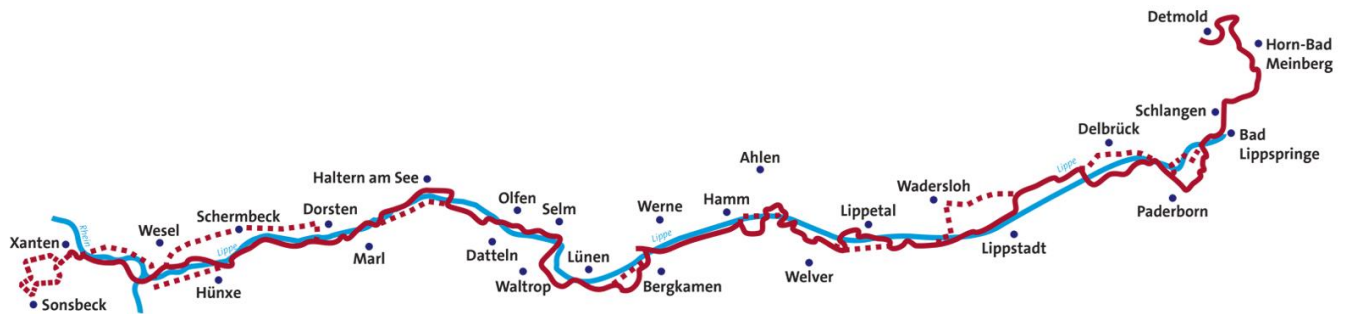 Detmold
Horn-Bad
Meinberg
Schlangen
Bad
Lippspringe
Delbrück
Lippe
Paderborn
Ahlen
Wadersloh
Lippetal
Lippstadt
Haltern am See
Olfen
Selm
Werne
Hamm
Lippe
Welver
Schermbeck
Dorsten
Datteln
Waltrop
Lünen
Bergkamen
Rhein
Wesel
Lippe
Marl
Xanten
Hünxe
Sonsbeck